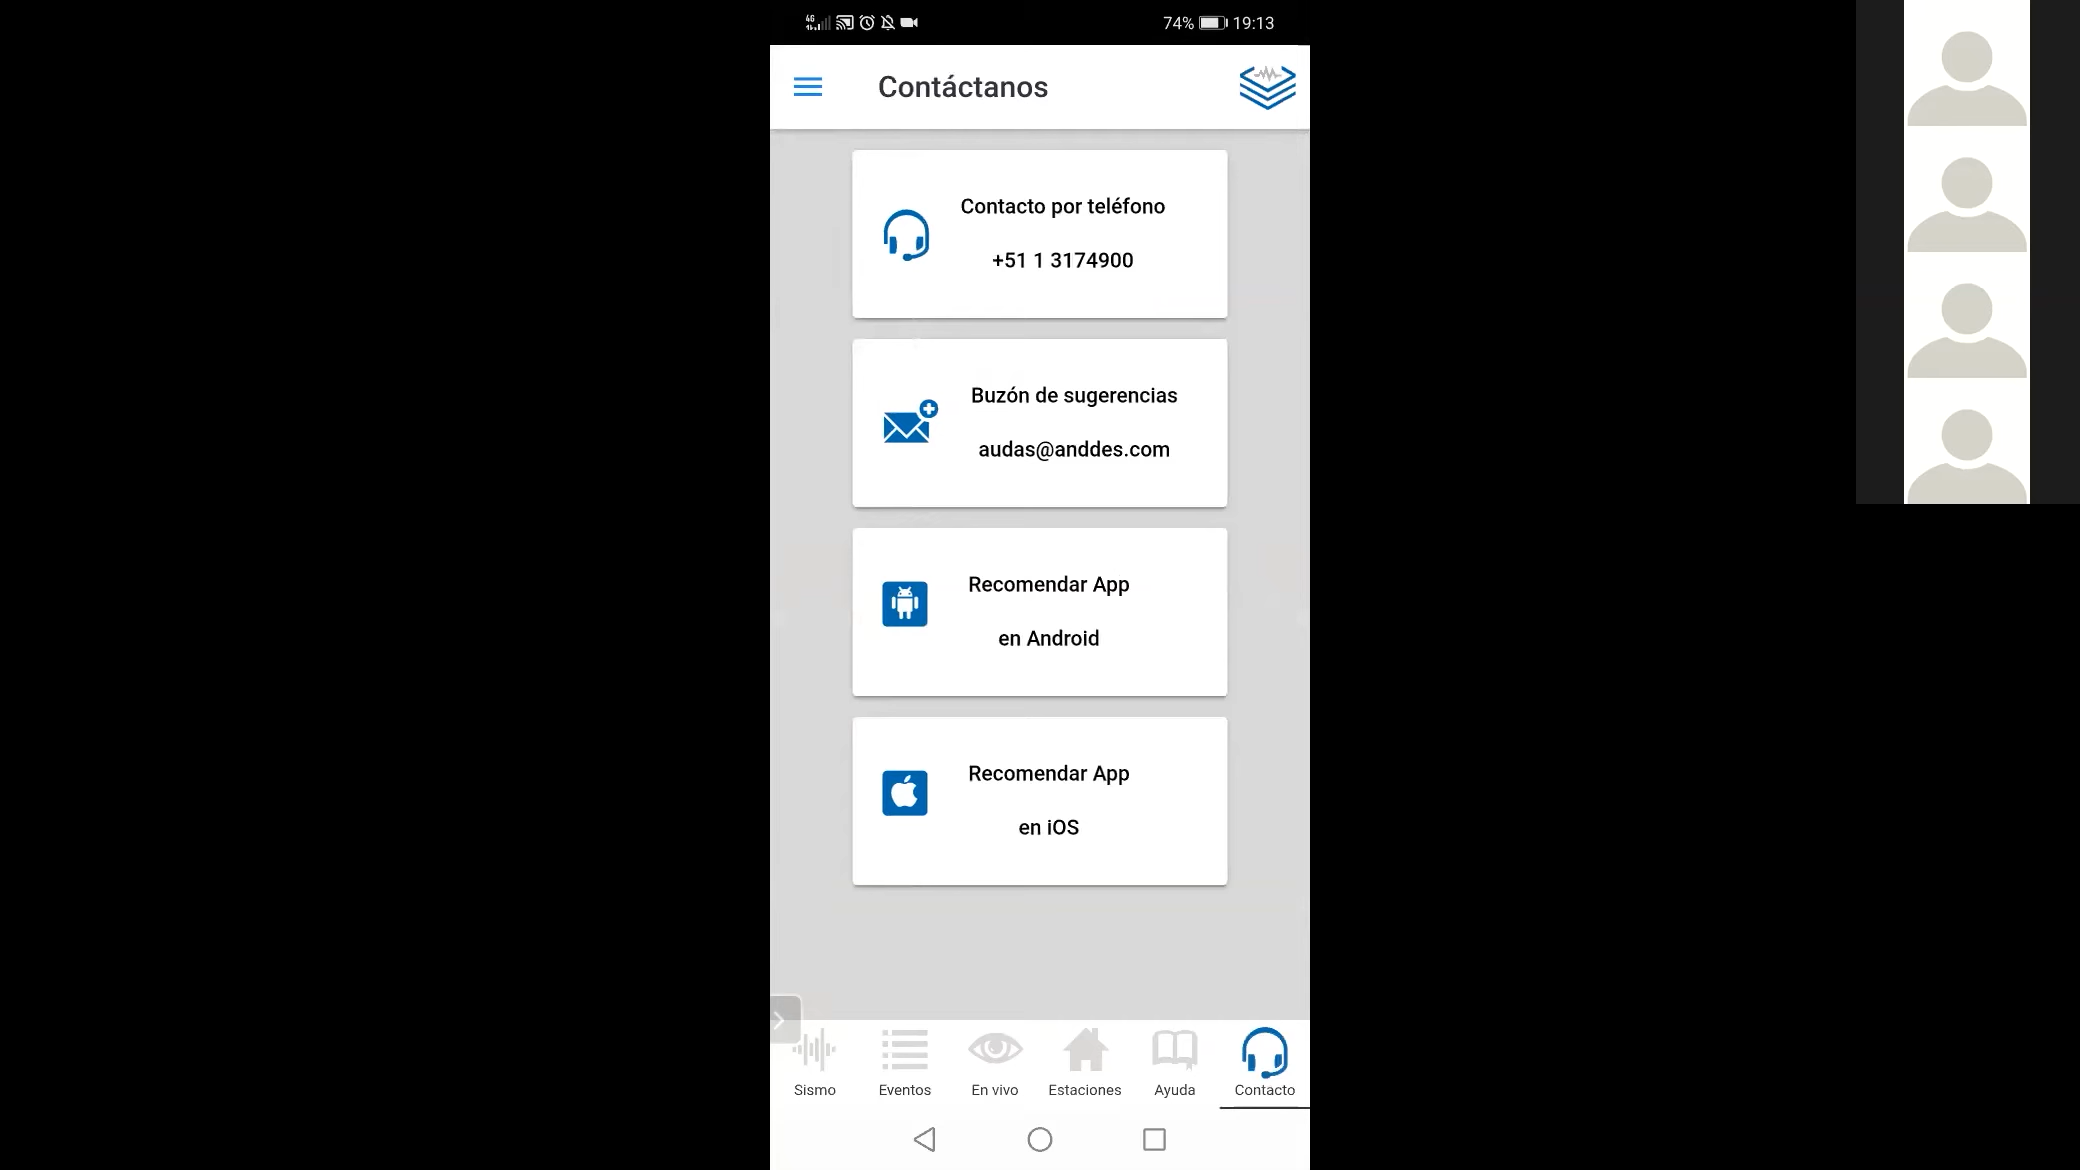 4G
74% 19:13
Contáctanos
Contacto por teléfono
+51 1 3174900
Buzón de sugerencias
audas@anddes.com
Recomendar App
en Android
Recomendar App
en iOS
Sismo Eventos En vivo Estaciones Ayuda Contacto